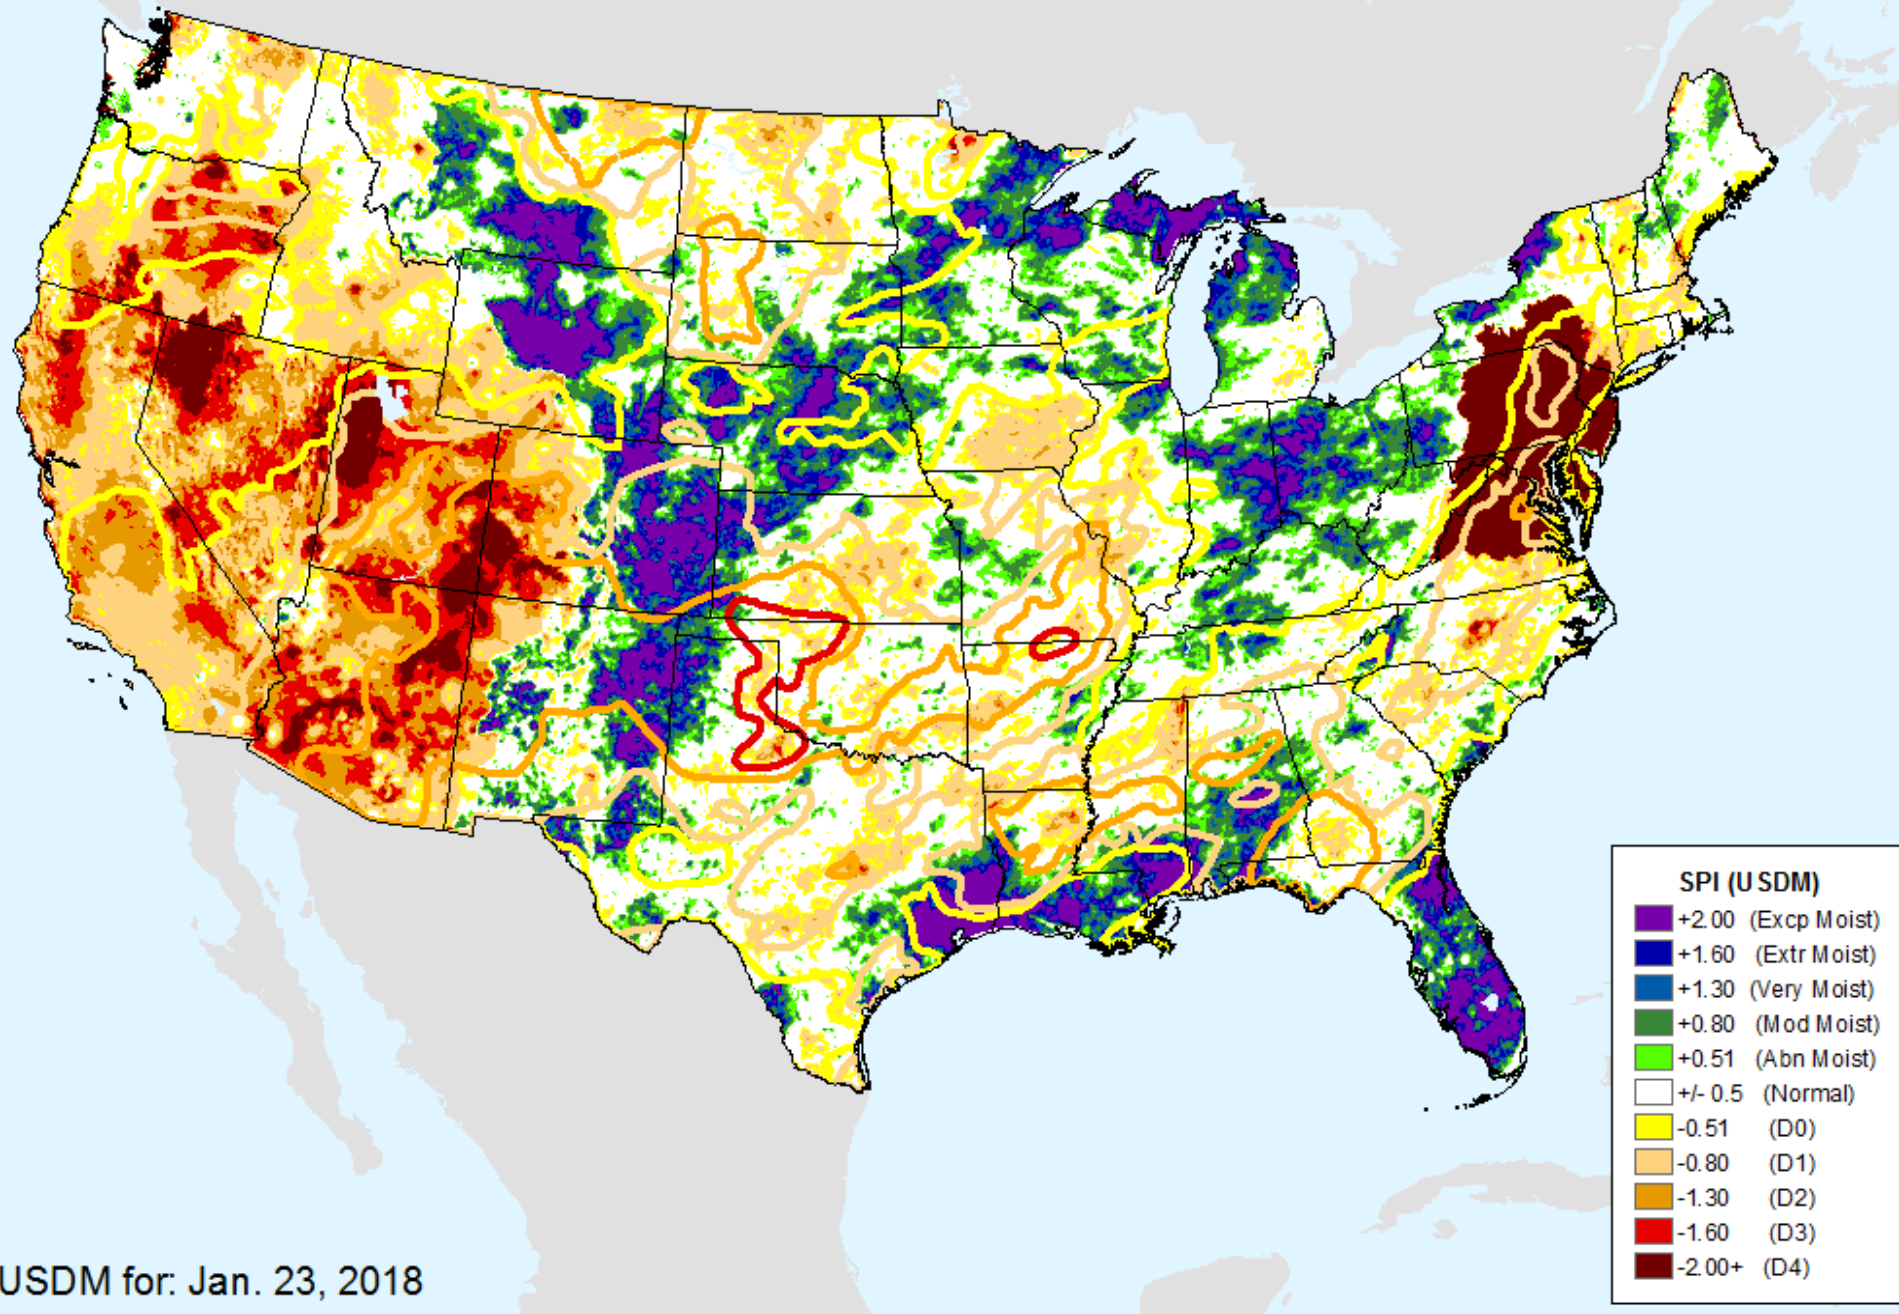 SPI (USDM)
+2.00 (Excp Moist)
+1.60 (Extr Moist)
+1.30 (Very Moist)
+0.80 (Mod Moist)
+0.51 (Abn Moist)
+/- 0.5 (Normal)
-0.51 (D0)
-0.80 (D1)
-1.30 (D2)
-1.60 (D3)
-2.00+ (D4)
USDM for: Jan. 23, 2018